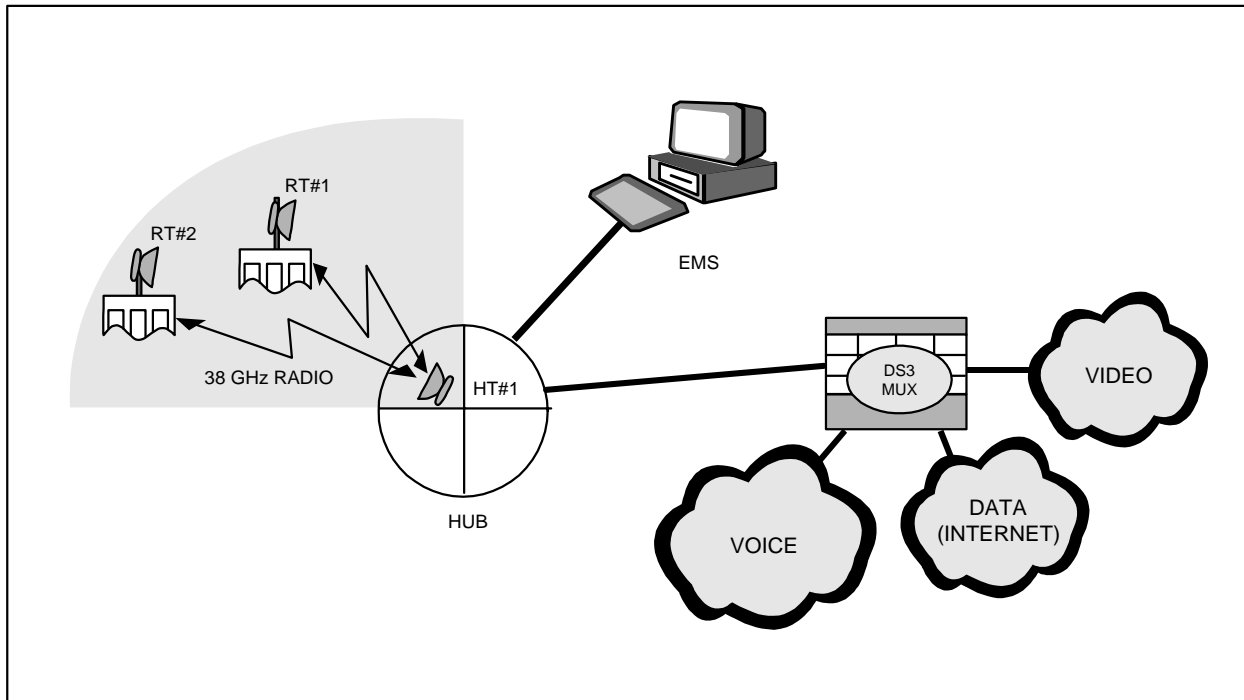 RT#1
RT#2
EMS
38 GHz RADIO
HT#1
DS3
MUX
VIDEO
HUB
VOICE
DATA
(INTERNET)